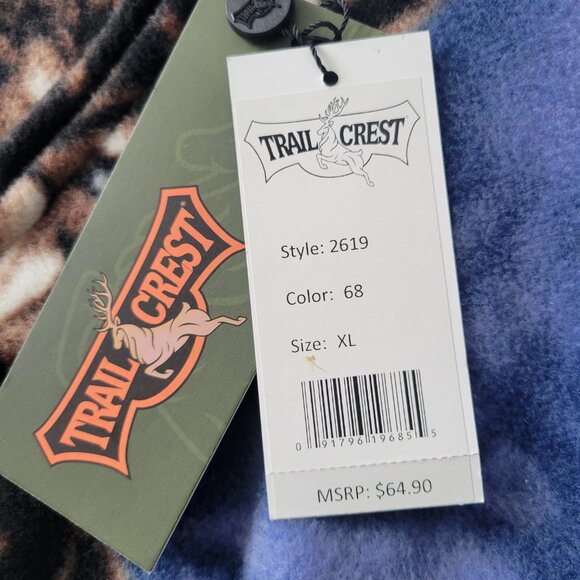 TRAIL CREST
TRAIL CREST
Style: 2619
Color: 68
Size: XL
0 91796 19685 5
MSRP: $64.90